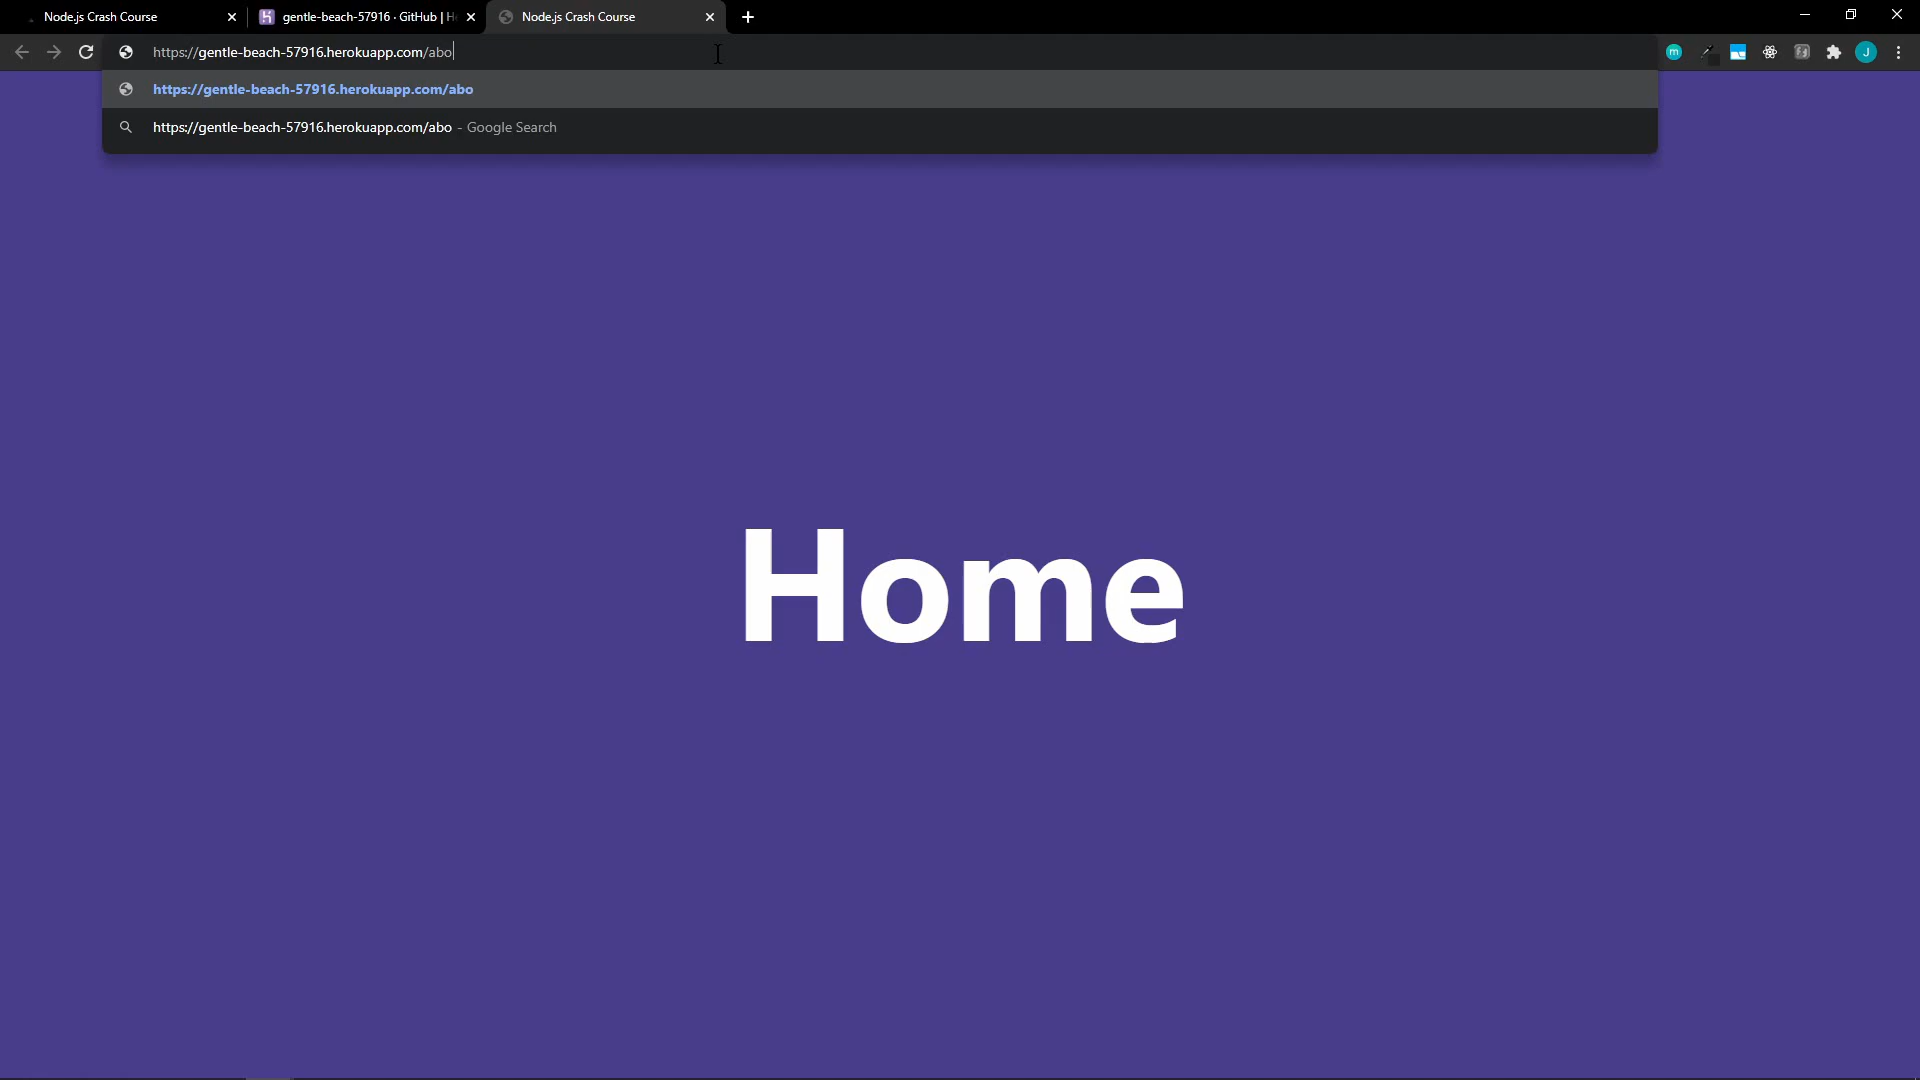 Node.js Crash Course
gentle-beach-57916 · GitHub | H
Node.js Crash Course
https://gentle-beach-57916.herokuapp.com/abo
m
J
https://gentle-beach-57916.herokuapp.com/abo
https://gentle-beach-57916.herokuapp.com/abo - Google Search
Home